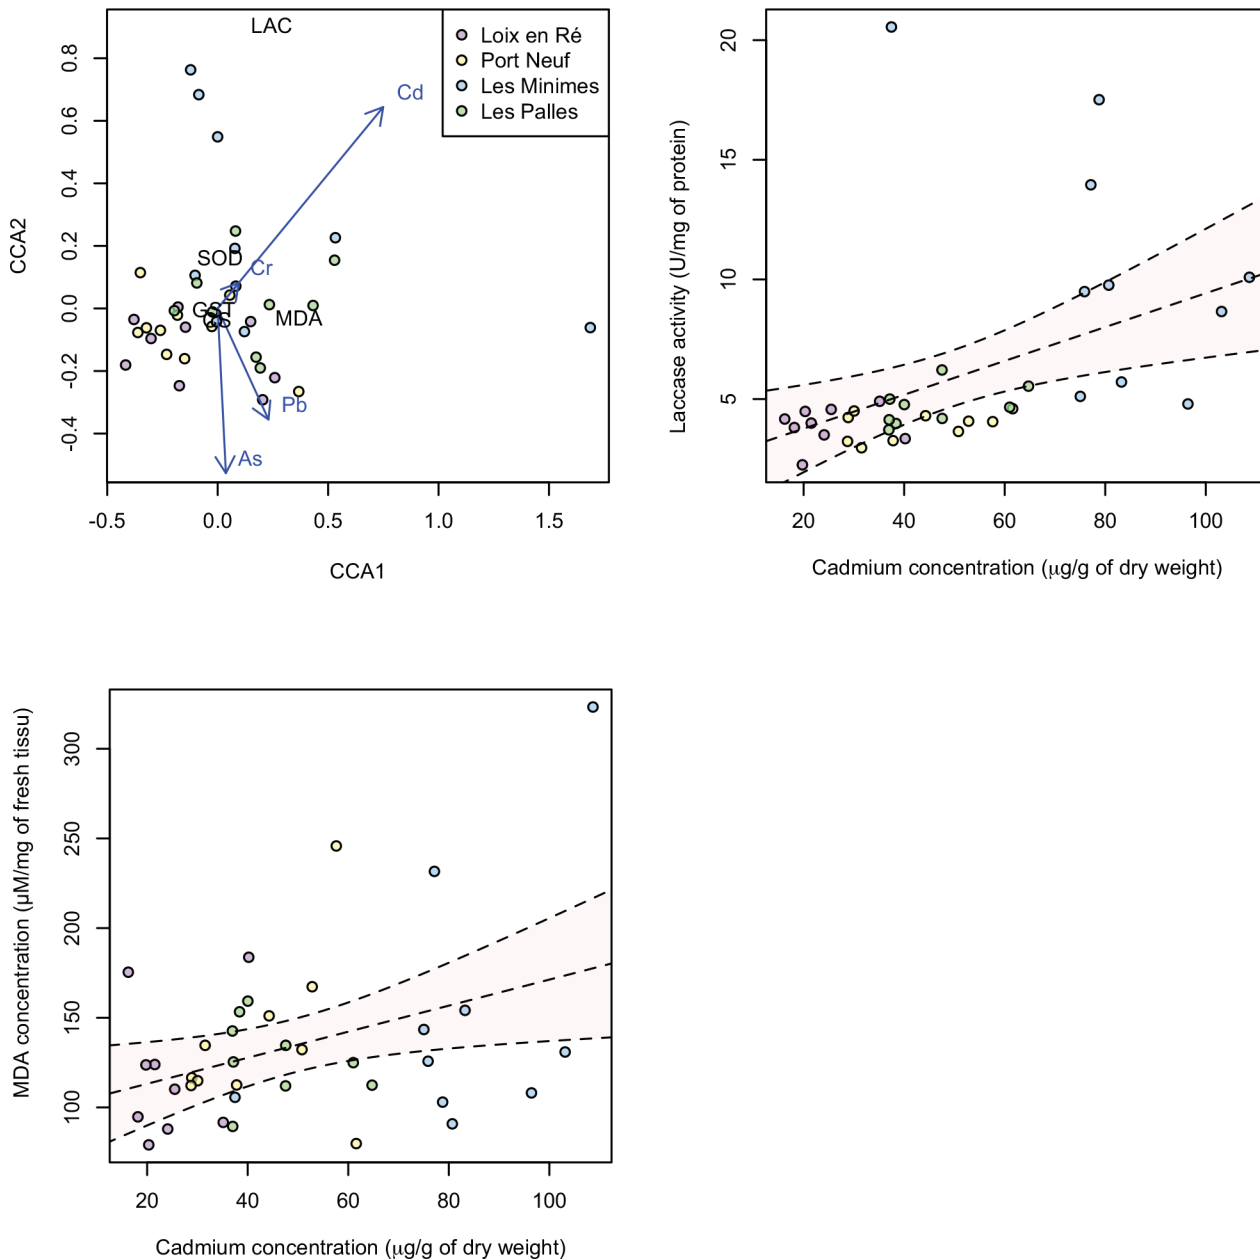 LAC
Loix en Ré
Port Neuf
Les Minimes
Les Palles
Cd
SOD
Cr
GST
MDA
Pb
As
CCA2
0.8
0.6
0.4
0.2
0.0
-0.2
-0.4
-0.5
0.0
0.5
1.0
1.5
CCA1
Laccase activity (U/mg of protein)
20
15
10
5
20
40
60
80
100
Cadmium concentration (µg/g of dry weight)
MDA concentration (µM/mg of fresh tissu)
300
250
200
150
100
20
40
60
80
100
Cadmium concentration (µg/g of dry weight)